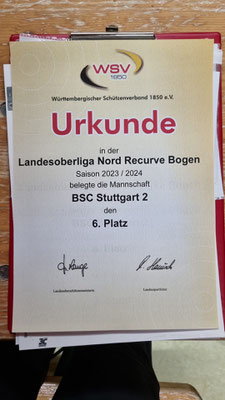 WSV
1850
Württembergischer Schützenverband 1850 e.V.
Urkunde
in der
Landesoberliga Nord Recurve Bogen
Saison 2023 / 2024
belegte die Mannschaft
BSC Stuttgart 2
den
6. Platz